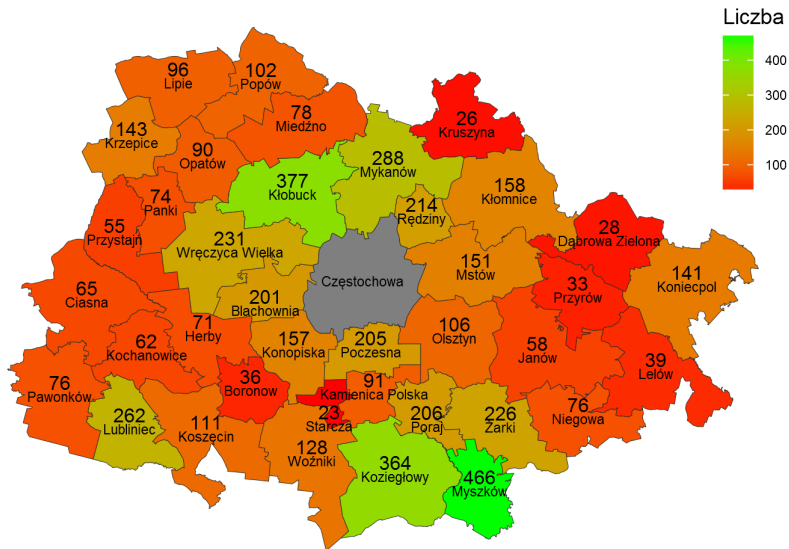 Liczba
400
300
200
100
96
Lipie
102
Popów
78
Miedźno
26
Kruszyna
143
Krzepice
90
Opatów
288
Mykanów
377
Kłobuck
158
Kłomnice
74
Panki
214
Rędziny
55
Przystajń
28
Dąbrowa Zielona
231
Wręczyca Wielka
151
Mstów
141
Koniecpol
33
Przyrów
Częstochowa
65
Ciasna
201
Blachownia
71
Herby
106
Olsztyn
62
Kochanowice
157
Konopiska
205
Poczesna
58
Janów
39
Lelów
76
Pawonków
36
Boronow
91
Kamienica Polska
23
Starcza
206
Poraj
226
Żarki
76
Niegowa
262
Lubliniec
111
Koszecin
128
Woźniki
364
Koziegłowy
466
Myszków